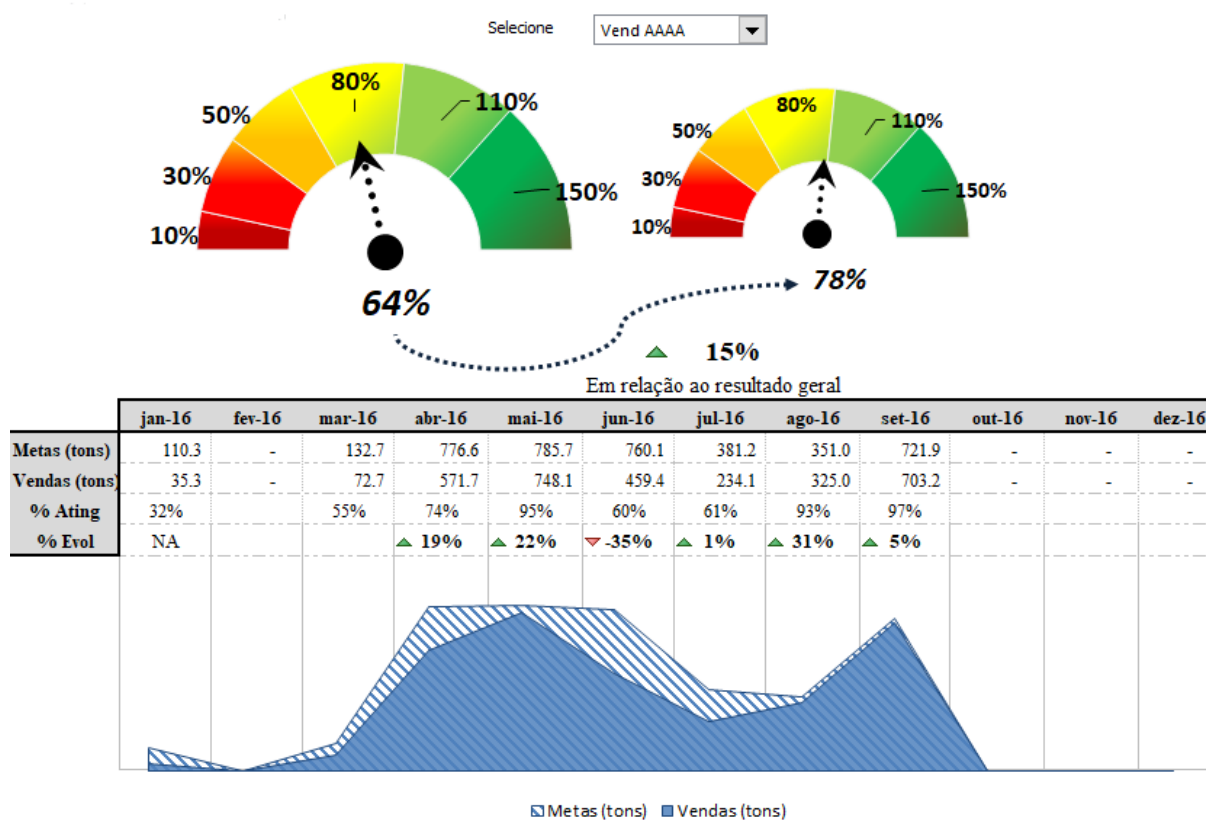 Selecione Vend AAAA
10% 30% 50% 80% 110% 150%
64%
10% 30% 50% 80% 110% 150%
78%
15%
Em relação ao resultado geral
jan-16 fev-16 mar-16 abr-16 mai-16 jun-16 jul-16 ago-16 set-16 out-16 nov-16 dez-16
Metas (tons) 110.3 - 132.7 776.6 785.7 760.1 381.2 351.0 721.9 - - -
Vendas (tons) 35.3 - 72.7 571.7 748.1 459.4 234.1 325.0 703.2 - - -
% Ating 32% 55% 74% 95% 60% 61% 93% 97%
% Evol NA 19% 22% -35% 1% 31% 5%
Metas (tons) Vendas (tons)